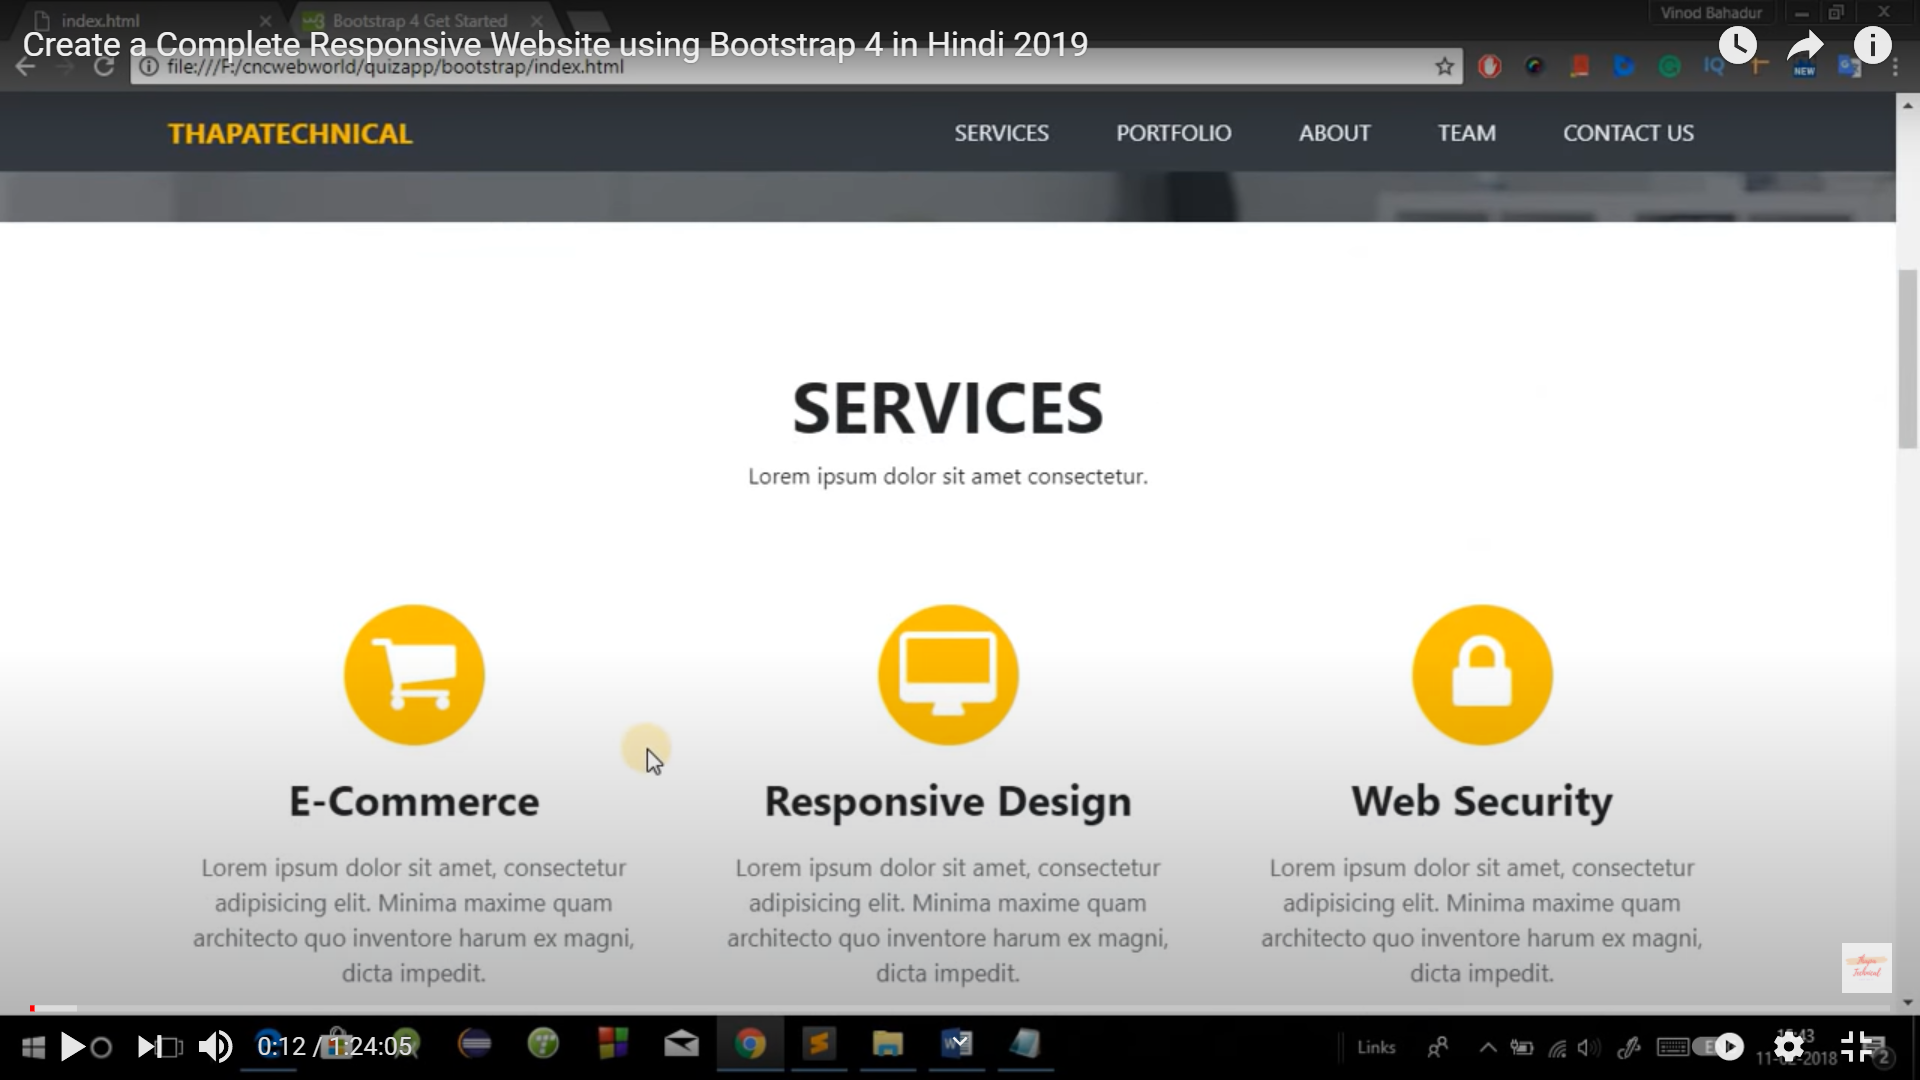 index.html
Bootstrap 4 Get Started
Vinod Bahadur
Create a Complete Responsive Website using Bootstrap 4 in Hindi 2019
file:///F:/cncwebworld/quizapp/bootstrap/index.html
IQ
NEW
THAPATECHNICAL
SERVICES
PORTFOLIO
ABOUT
TEAM
CONTACT US
SERVICES
Lorem ipsum dolor sit amet consectetur.
E-Commerce
Lorem ipsum dolor sit amet, consectetur
adipisicing elit. Minima maxime quam
architecto quo inventore harum ex magni,
dicta impedit.
Responsive Design
Lorem ipsum dolor sit amet, consectetur
adipisicing elit. Minima maxime quam
architecto quo inventore harum ex magni,
dicta impedit.
Web Security
Lorem ipsum dolor sit amet, consectetur
adipisicing elit. Minima maxime quam
architecto quo inventore harum ex magni,
dicta impedit.
Thapa
Technical
0:12 / 1:24:05
Links
2